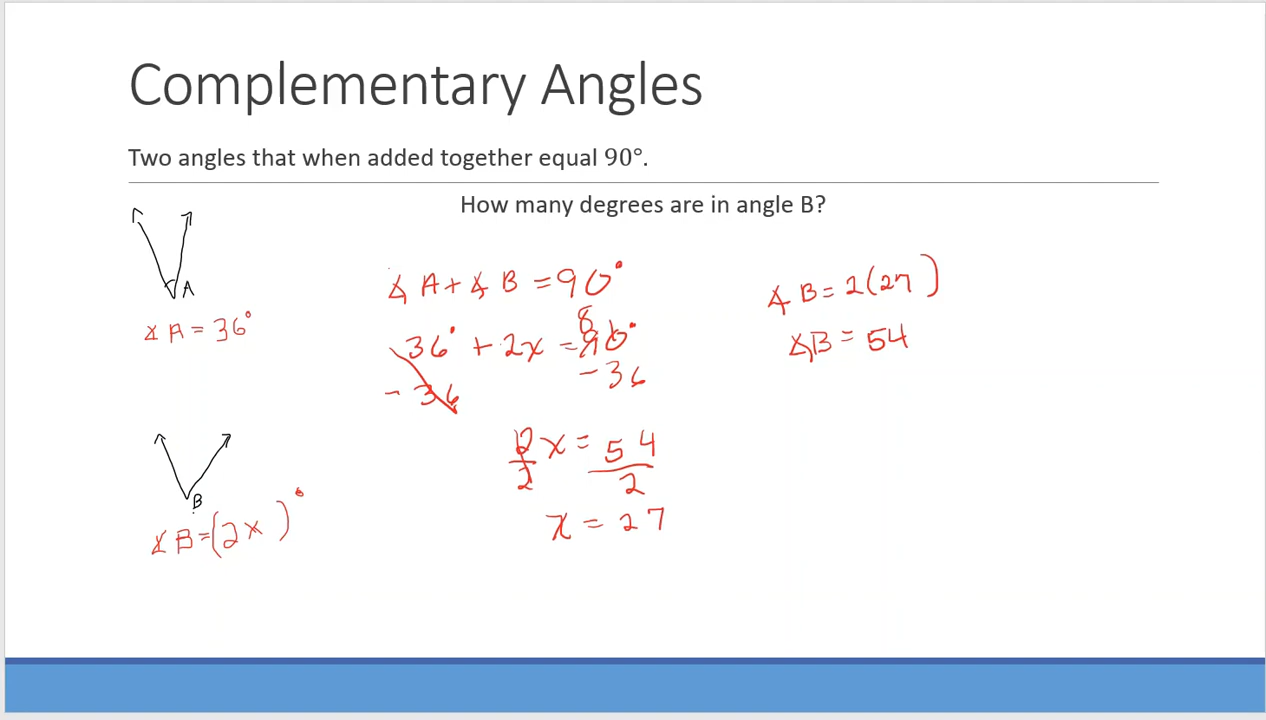 Complementary Angles
Two angles that when added together equal 90°.
How many degrees are in angle B?
A
∡A = 36°
B
∡B = (2x)°
∡A + ∡B = 90°
8
36° + 2x = 90°
- 36 - 36
2x = 54
2 2
x = 27
∡B = 2(27)
∡B = 54